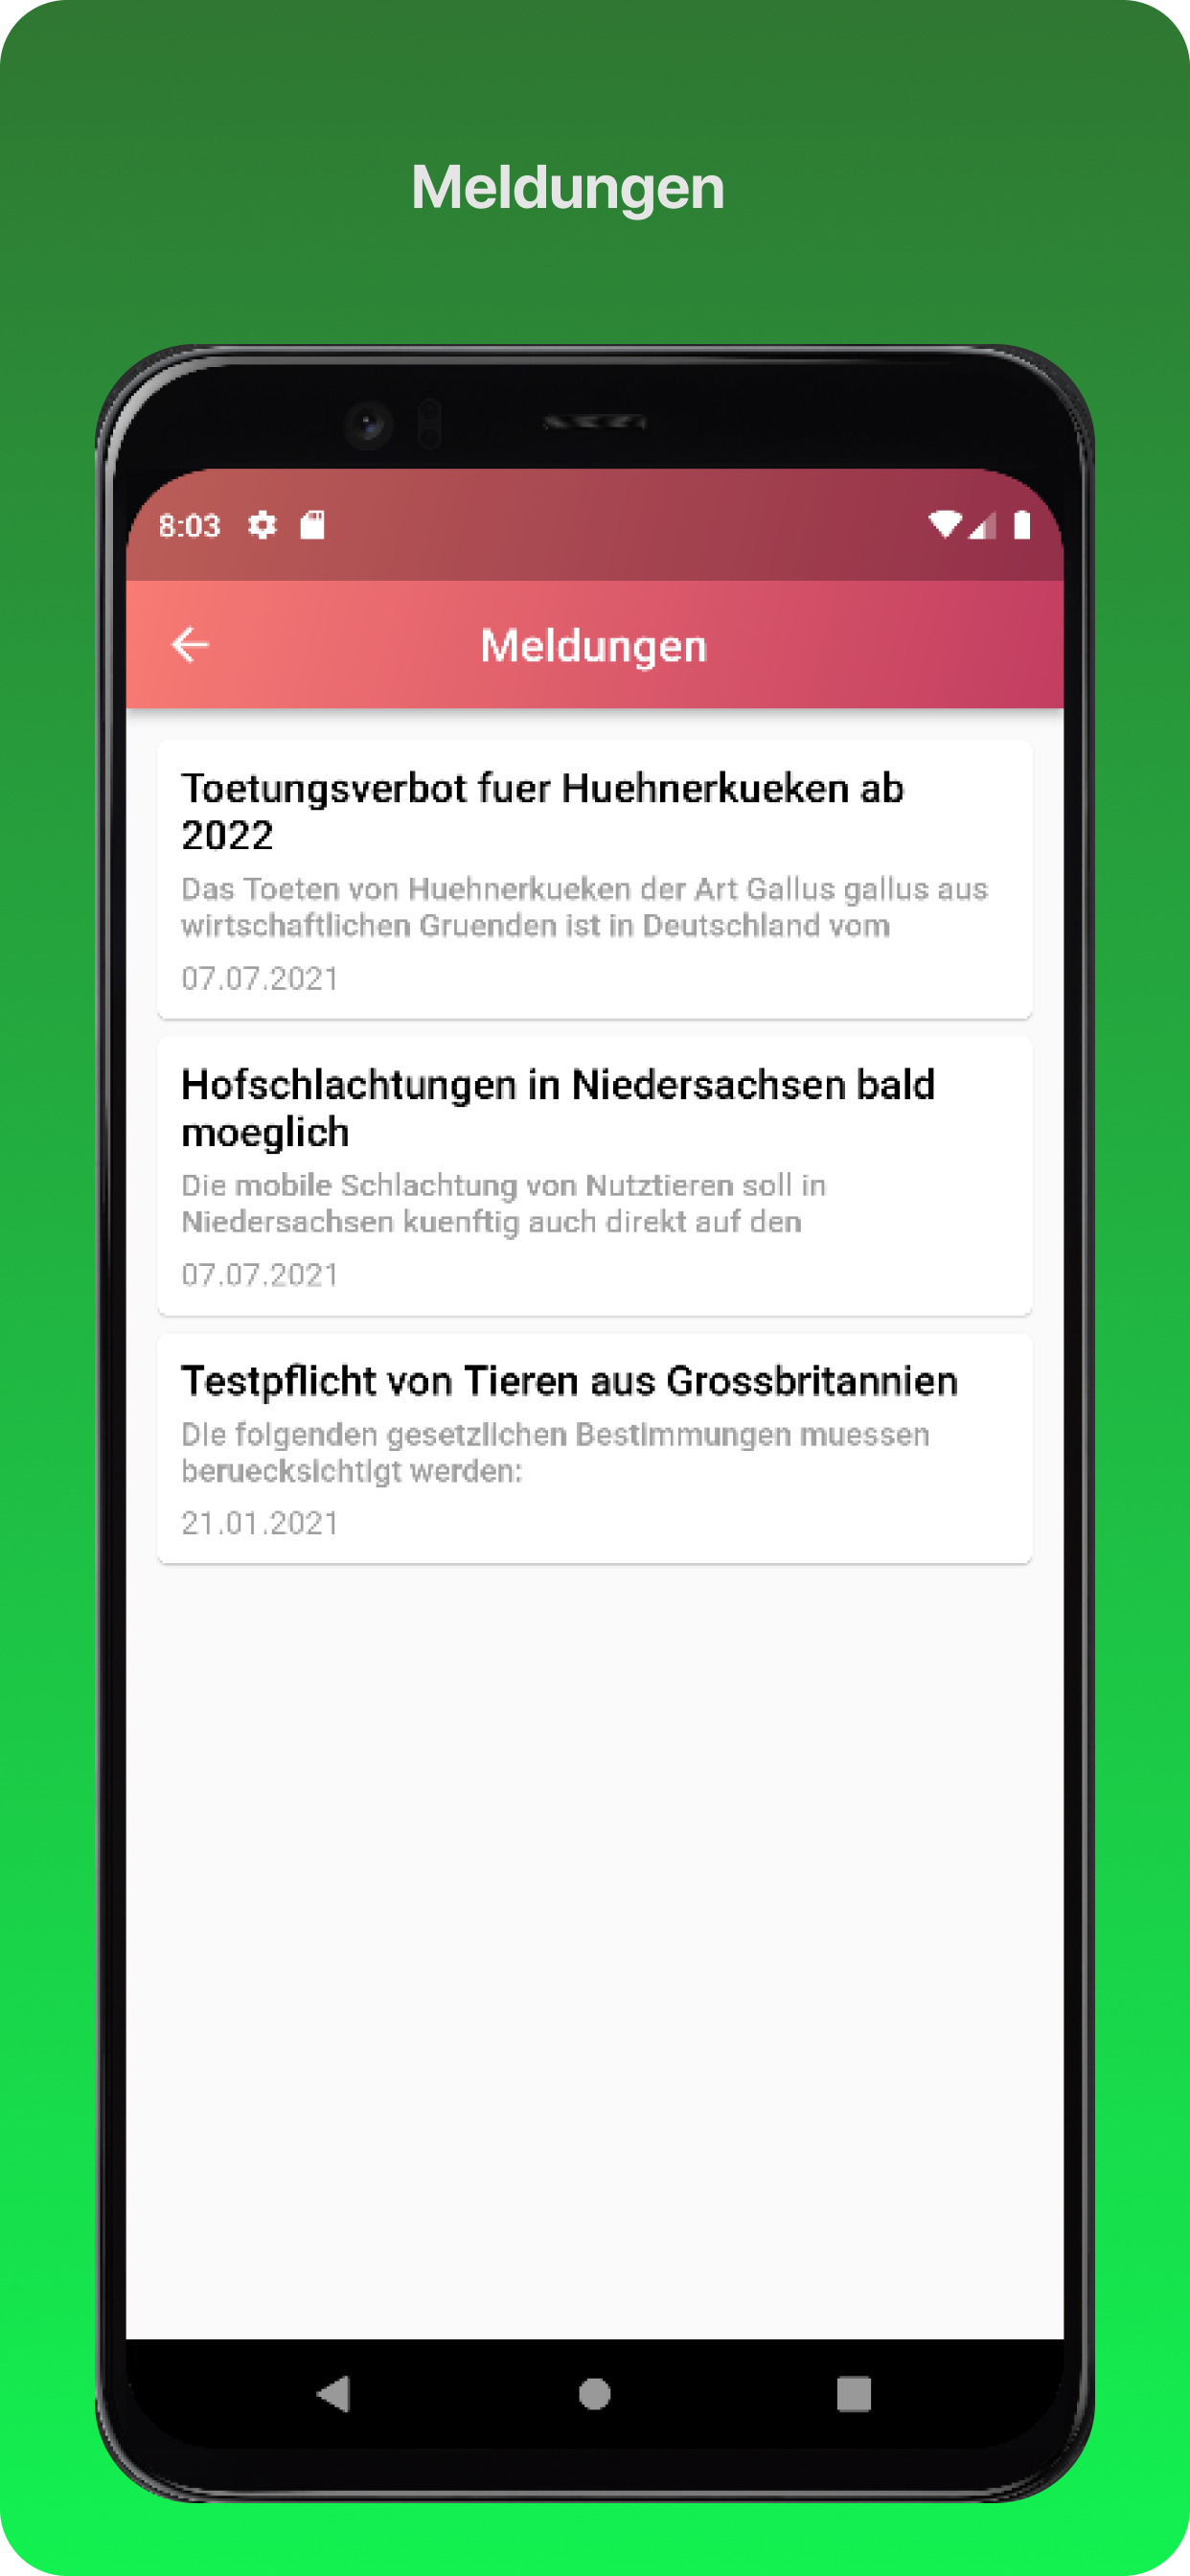 Meldungen
8:03
Meldungen
Toetungsverbot fuer Huehnerkueken ab
2022
Das Toeten von Huehnerkueken der Art Gallus gallus aus
wirtschaftlichen Gruenden ist in Deutschland vom
07.07.2021
Hofschlachtungen in Niedersachsen bald
moeglich
Die mobile Schlachtung von Nutztieren soll in
Niedersachsen kuenftig auch direkt auf den
07.07.2021
Testpflicht von Tieren aus Grossbritannien
Die folgenden gesetzlichen Bestimmungen muessen
beruecksichtigt werden:
21.01.2021